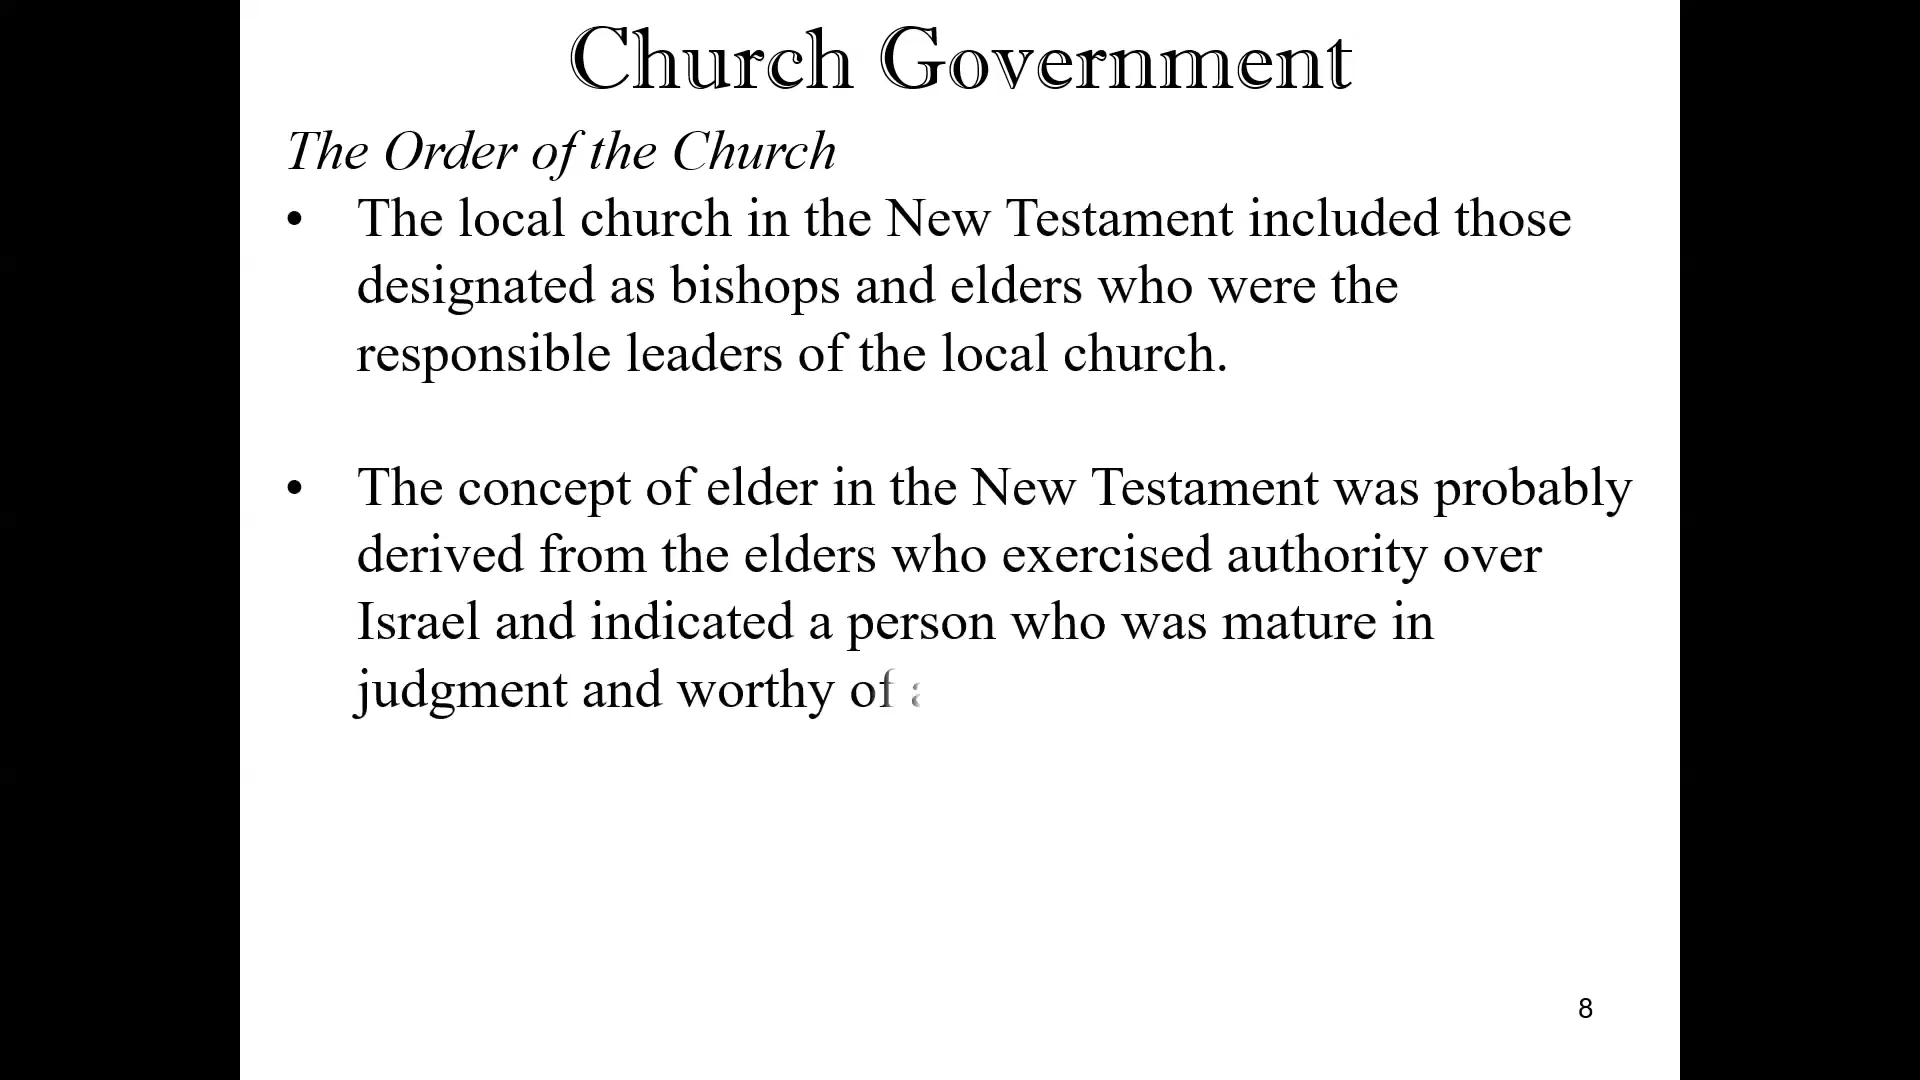 Church Government
The Order of the Church
• The local church in the New Testament included those
designated as bishops and elders who were the
responsible leaders of the local church.
• The concept of elder in the New Testament was probably
derived from the elders who exercised authority over
Israel and indicated a person who was mature in
judgment and worthy of
8